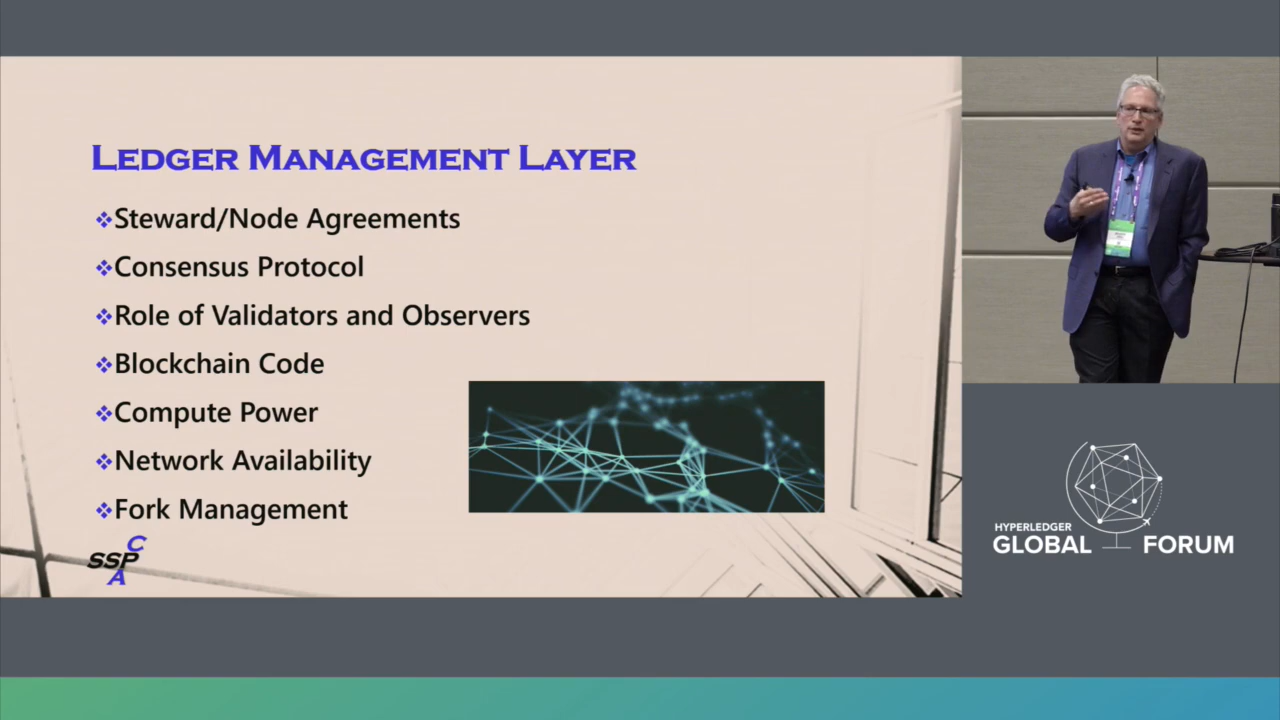 LEDGER MANAGEMENT LAYER
Steward/Node Agreements
Consensus Protocol
Role of Validators and Observers
Blockchain Code
Compute Power
Network Availability
Fork Management
C
SSP
A
HYPERLEDGER
GLOBAL FORUM